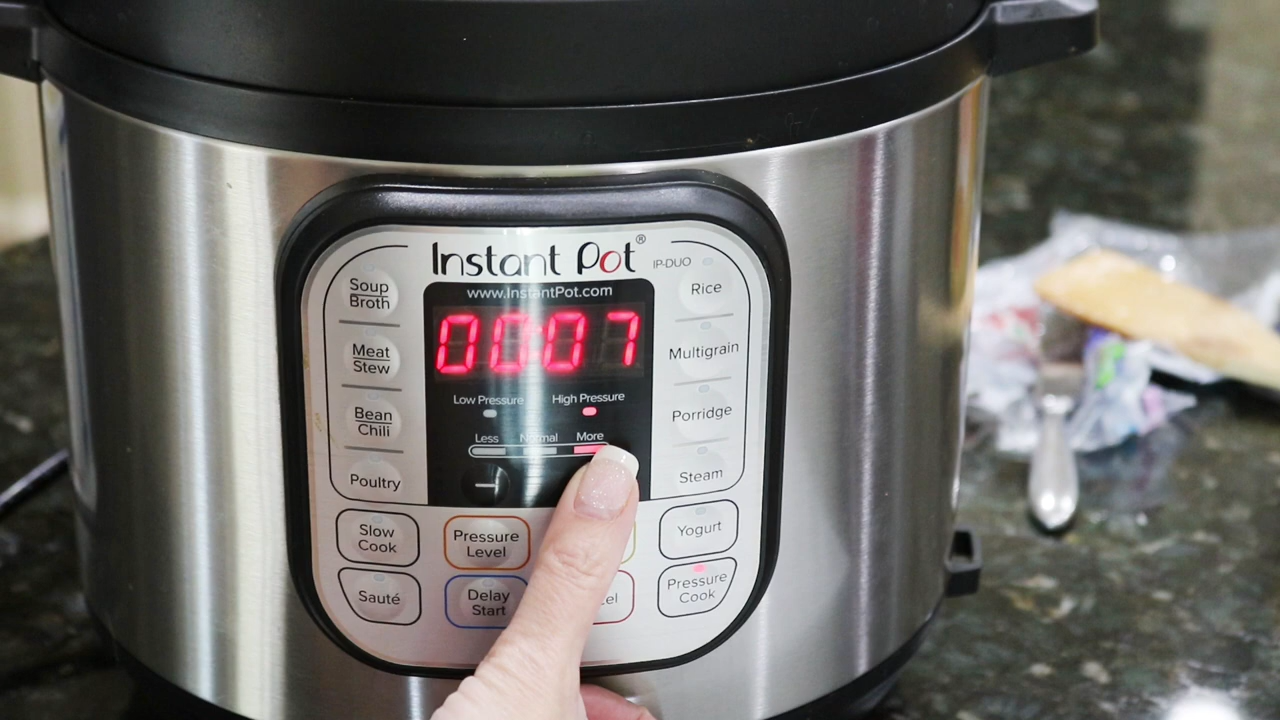 Instant Pot®
IP-DUO
www.InstantPot.com
00:07
Low Pressure
High Pressure
Less
Normal
More
Soup
Broth
Meat
Stew
Bean
Chili
Poultry
Slow
Cook
Sauté
Pressure
Level
Delay
Start
Rice
Multigrain
Porridge
Steam
Yogurt
Pressure
Cook